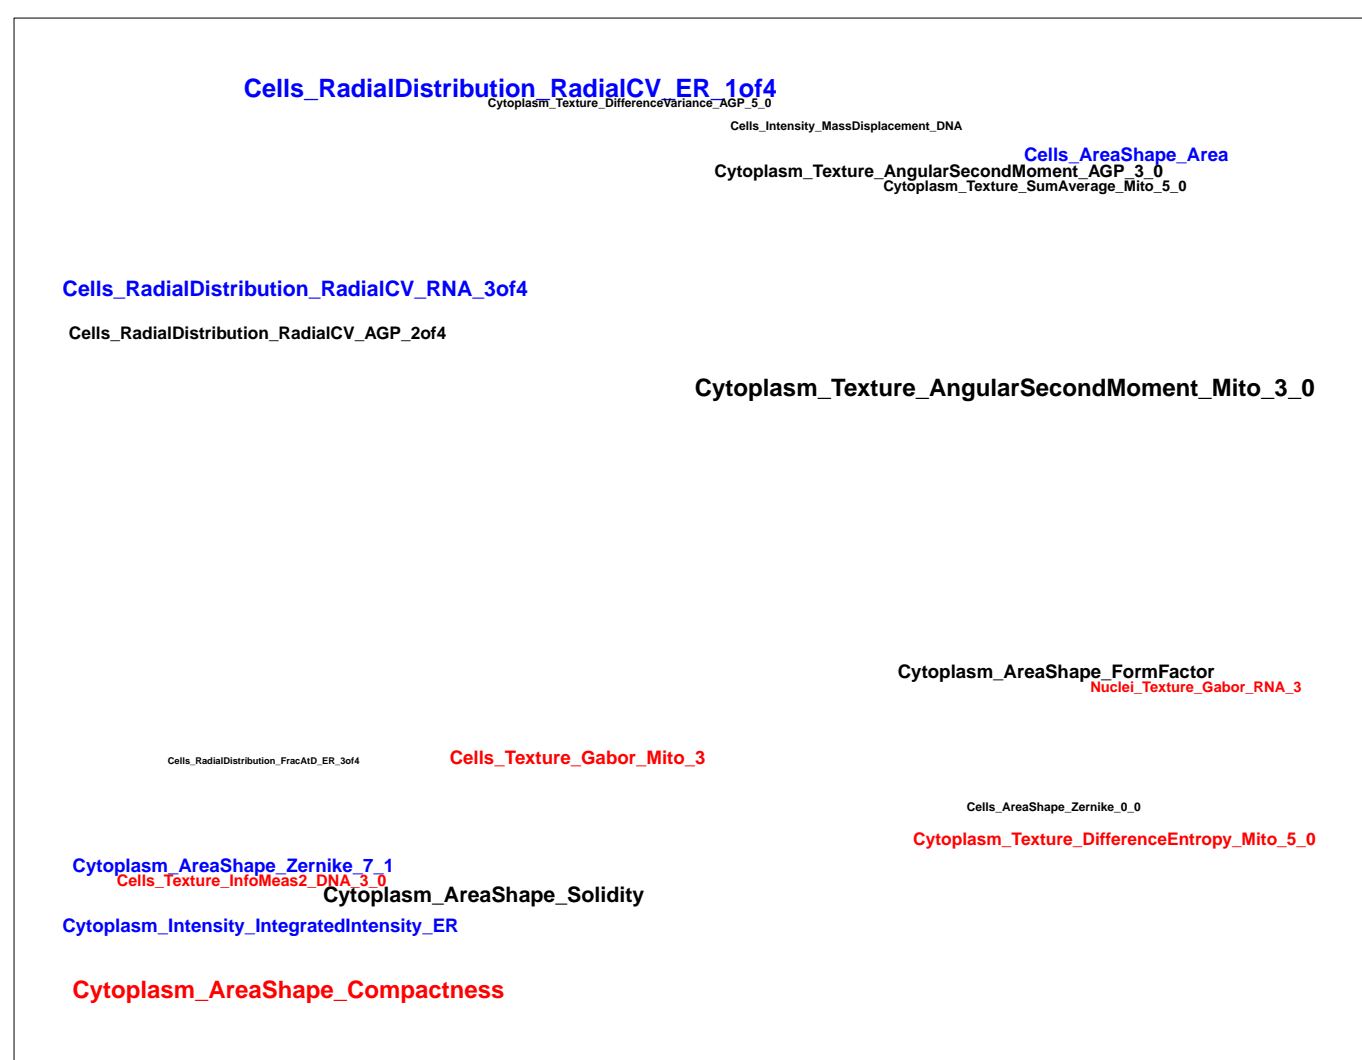 Cells_RadialDistribution_RadialCV_ER_1of4
Cytoplasm_Texture_DifferenceVariance_AGP_5_0
Cells_Intensity_MassDisplacement_DNA
Cells_AreaShape_Area
Cytoplasm_Texture_AngularSecondMoment_AGP_3_0
Cytoplasm_Texture_SumAverage_Mito_5_0
Cells_RadialDistribution_RadialCV_RNA_3of4
Cells_RadialDistribution_RadialCV_AGP_2of4
Cytoplasm_Texture_AngularSecondMoment_Mito_3_0
Cytoplasm_AreaShape_FormFactor
Nuclei_Texture_Gabor_RNA_3
Cells_RadialDistribution_FracAtD_ER_3of4
Cells_Texture_Gabor_Mito_3
Cells_AreaShape_Zernike_0_0
Cytoplasm_Texture_DifferenceEntropy_Mito_5_0
Cytoplasm_AreaShape_Zernike_7_1
Cells_Texture_InfoMeas2_DNA_3_0
Cytoplasm_AreaShape_Solidity
Cytoplasm_Intensity_IntegratedIntensity_ER
Cytoplasm_AreaShape_Compactness